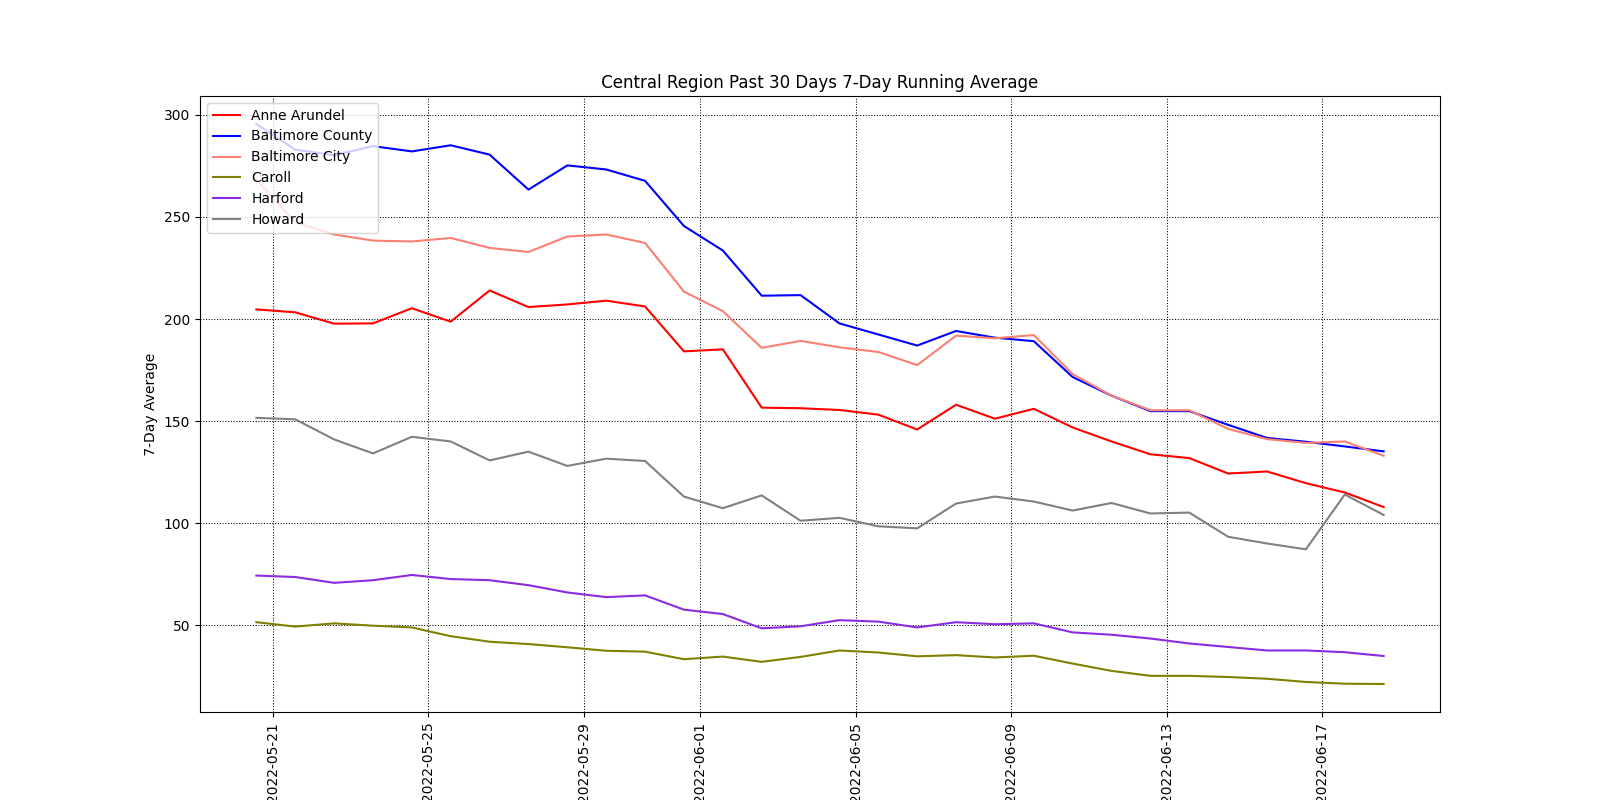 Central Region Past 30 Days 7-Day Running Average
300
250
200
150
100
50
7-Day Average
Anne Arundel
Baltimore County
Baltimore City
Caroll
Harford
Howard
2022-05-21
2022-05-25
2022-05-29
2022-06-01
2022-06-05
2022-06-09
2022-06-13
2022-06-17